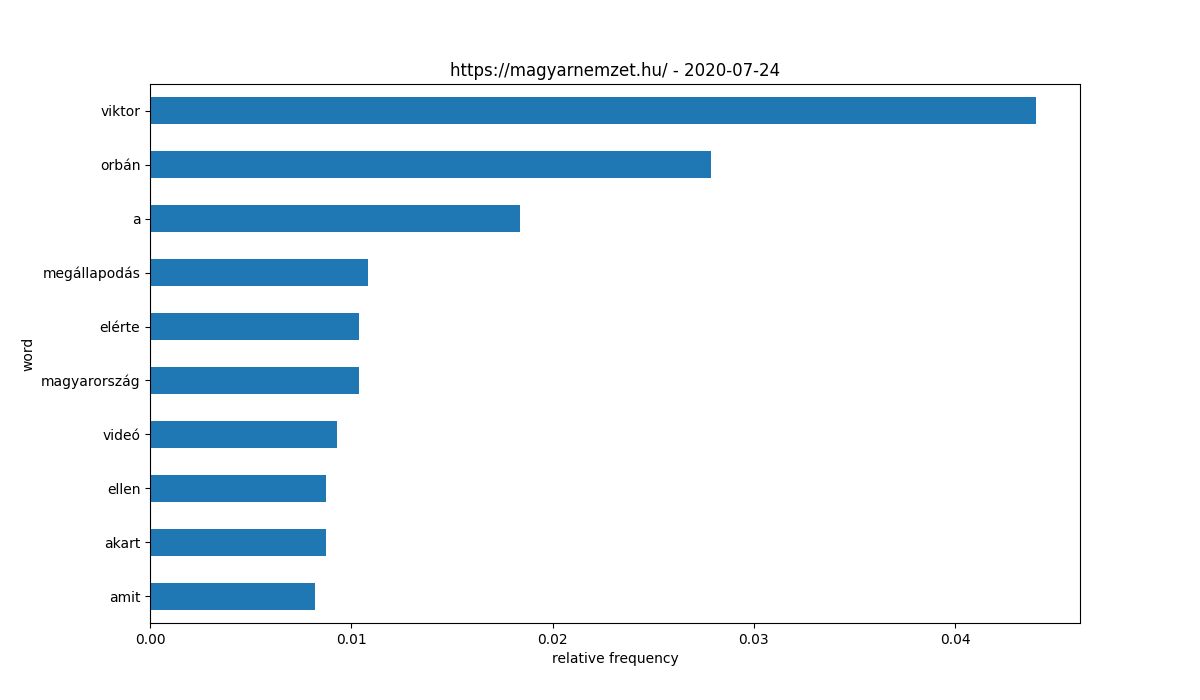 https://magyarnemzet.hu/ - 2020-07-24
viktor
orbán
a
megállapodás
elérte
magyarország
videó
ellen
akart
amit
word
0.00 0.01 0.02 0.03 0.04
relative frequency